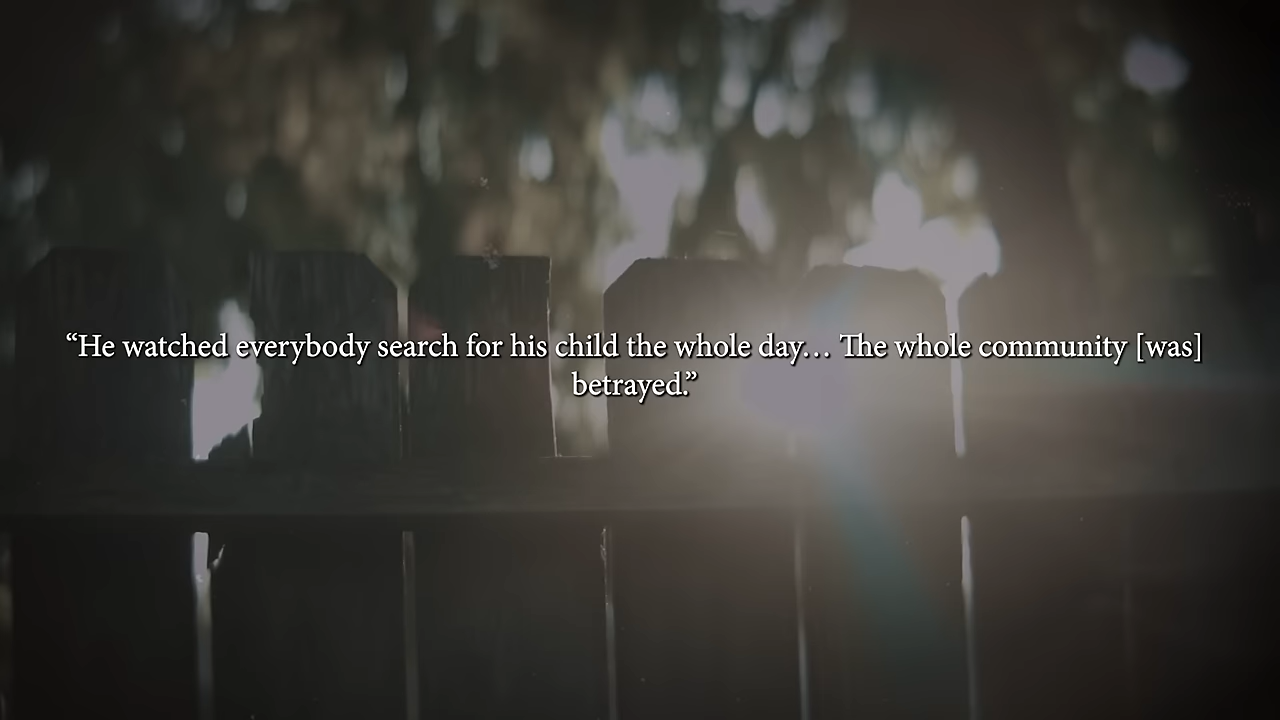 “He watched everybody search for his child the whole day… The whole community [was]
betrayed.”